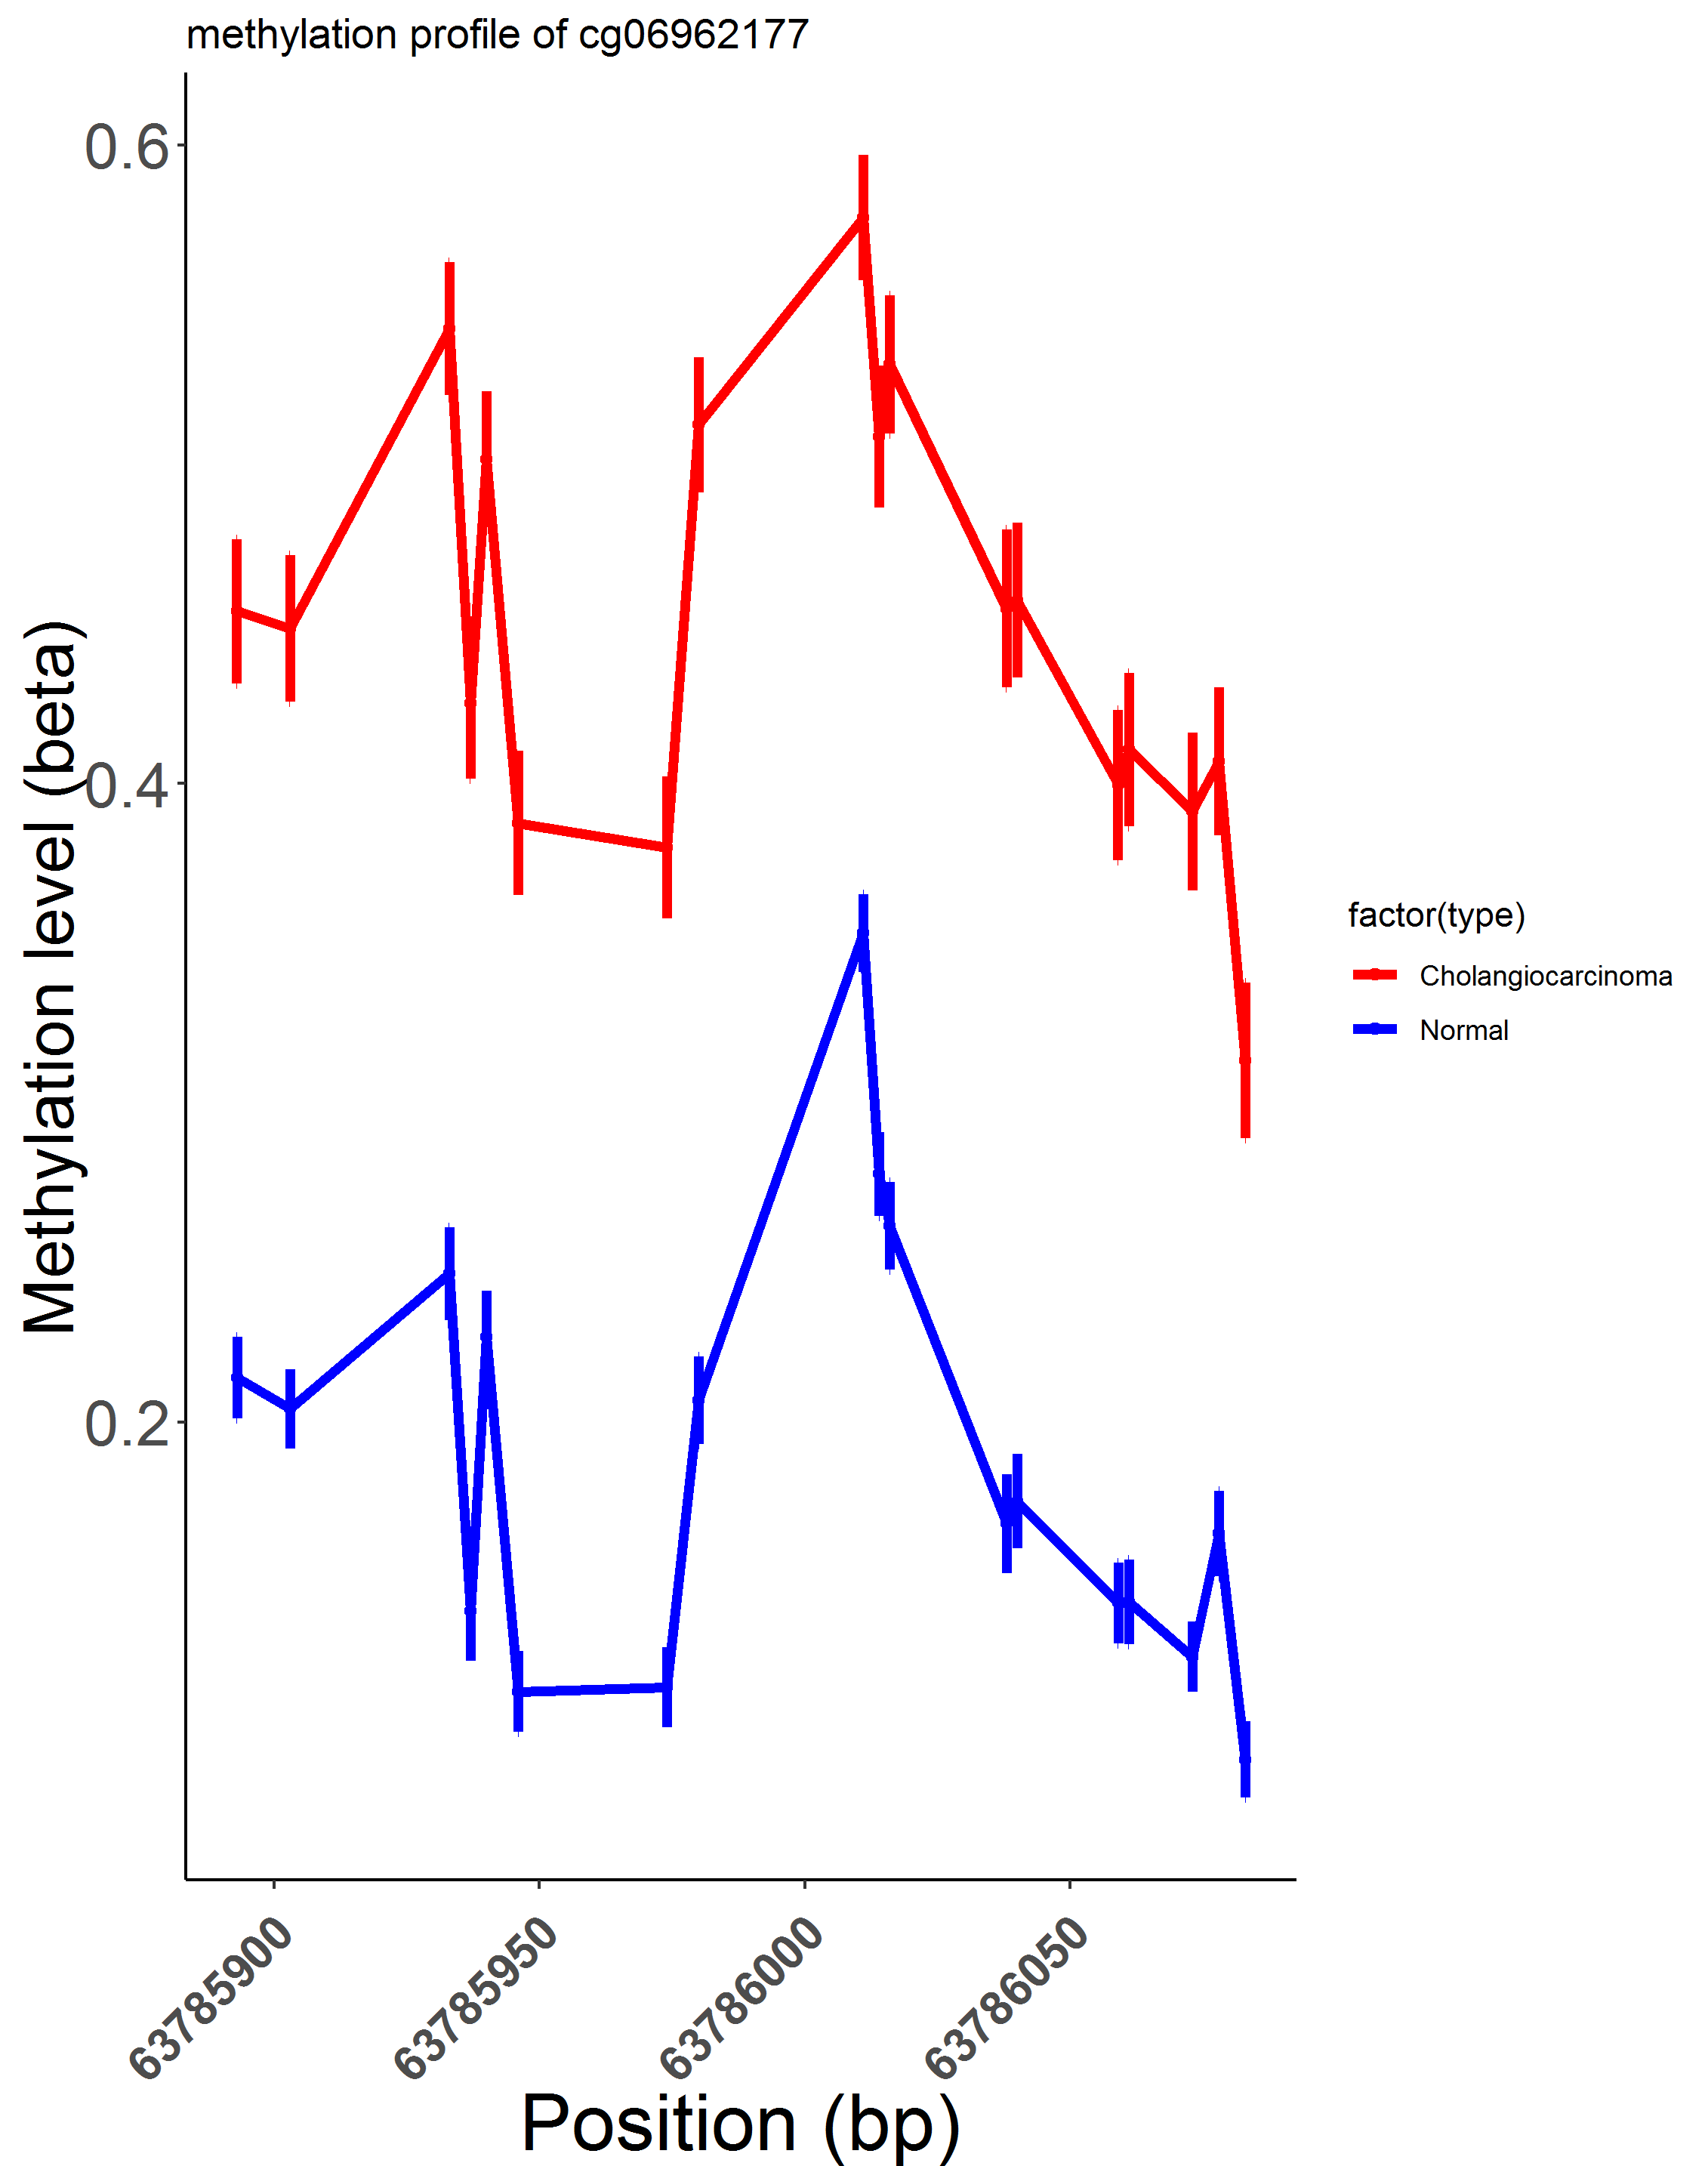 methylation profile of cg06962177
0.6
0.4
0.2
Methylation level (beta)
63785900
63785950
63786000
63786050
Position (bp)
factor(type)
Cholangiocarcinoma
Normal